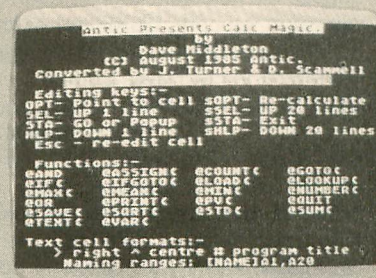 Antic Presents Calc Magic.
by
Dave Middleton
(C) August 1985 Antic.
Converted by J. Turner & D. Scammell
Editing keys:-
OPT- Point to cell sOPT- Re-calculate
SEL- UP 1 line sSEL- UP 20 lines
STA- Go to Popup sSTA- Exit
HLP- DOWN 1 line sHLP- DOWN 20 lines
Esc - re-edit cell
Functions:-
@AND @ASSIGN( @COUNT( @GOTO(
@IF( @IFGOTO( @LOAD( @LOOKUP(
@MAX( @MIN( @NUMBER(
@OR @PRINT( @PV( @QUIT
@SAVE( @SQRT( @STD( @SUM(
@TEXT( @VAR(
Text cell formats:-
> right ^ centre # program title
Naming ranges: [NAME]A1,A20